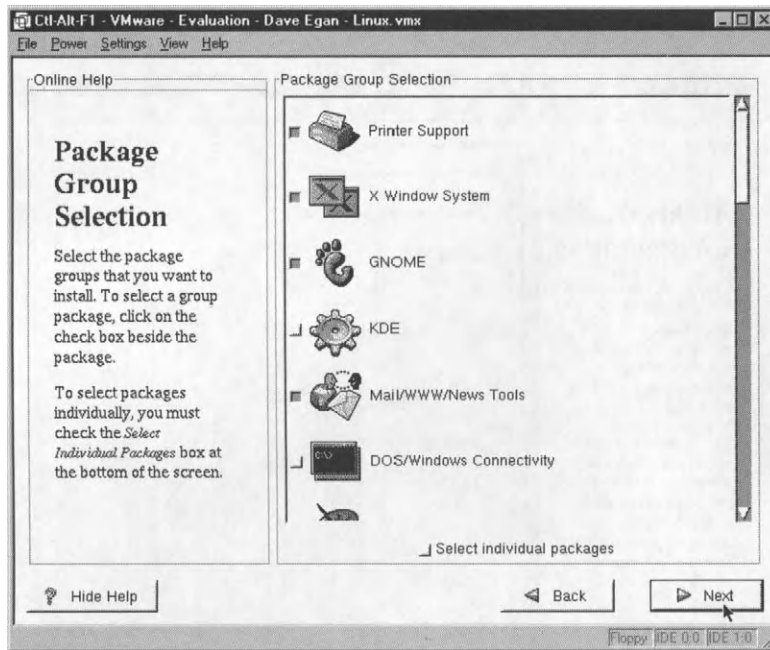 Ctl-Alt-F1 - VMware - Evaluation - Dave Egan - Linux.vmx
File Power Settings View Help
Online Help
Package
Group
Selection
Select the package
groups that you want to
install. To select a group
package, click on the
check box beside the
package.
To select packages
individually, you must
check the Select
Individual Packages box at
the bottom of the screen.
Package Group Selection
Printer Support
X Window System
GNOME
KDE
Mail/WWW/News Tools
C:\>
DOS/Windows Connectivity
Select individual packages
? Hide Help
Back
Next
Floppy IDE 0:0 IDE 1:0